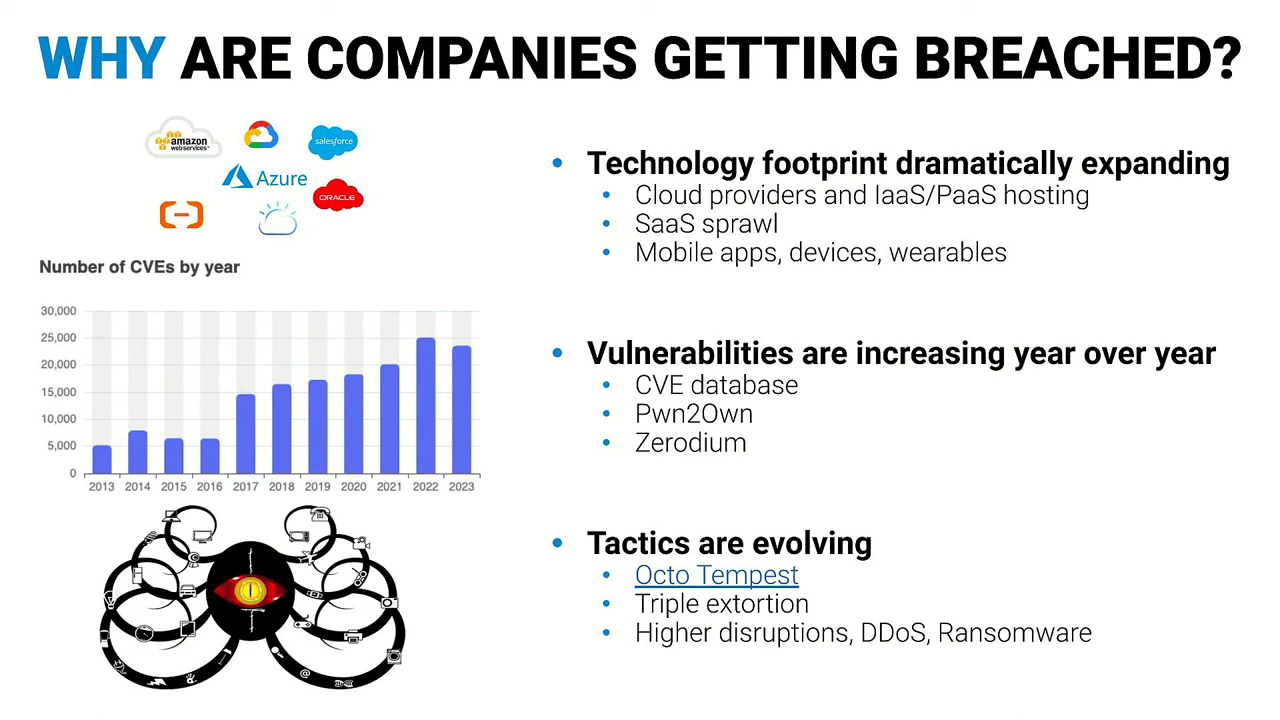 WHY ARE COMPANIES GETTING BREACHED?
amazon
webservices™
salesforce
Azure
ORACLE
• Technology footprint dramatically expanding
• Cloud providers and IaaS/PaaS hosting
• SaaS sprawl
• Mobile apps, devices, wearables
Number of CVEs by year
30,000
25,000
20,000
15,000
10,000
5,000
0
2013 2014 2015 2016 2017 2018 2019 2020 2021 2022 2023
• Vulnerabilities are increasing year over year
• CVE database
• Pwn2Own
• Zerodium
@
• Tactics are evolving
• Octo Tempest
• Triple extortion
• Higher disruptions, DDoS, Ransomware